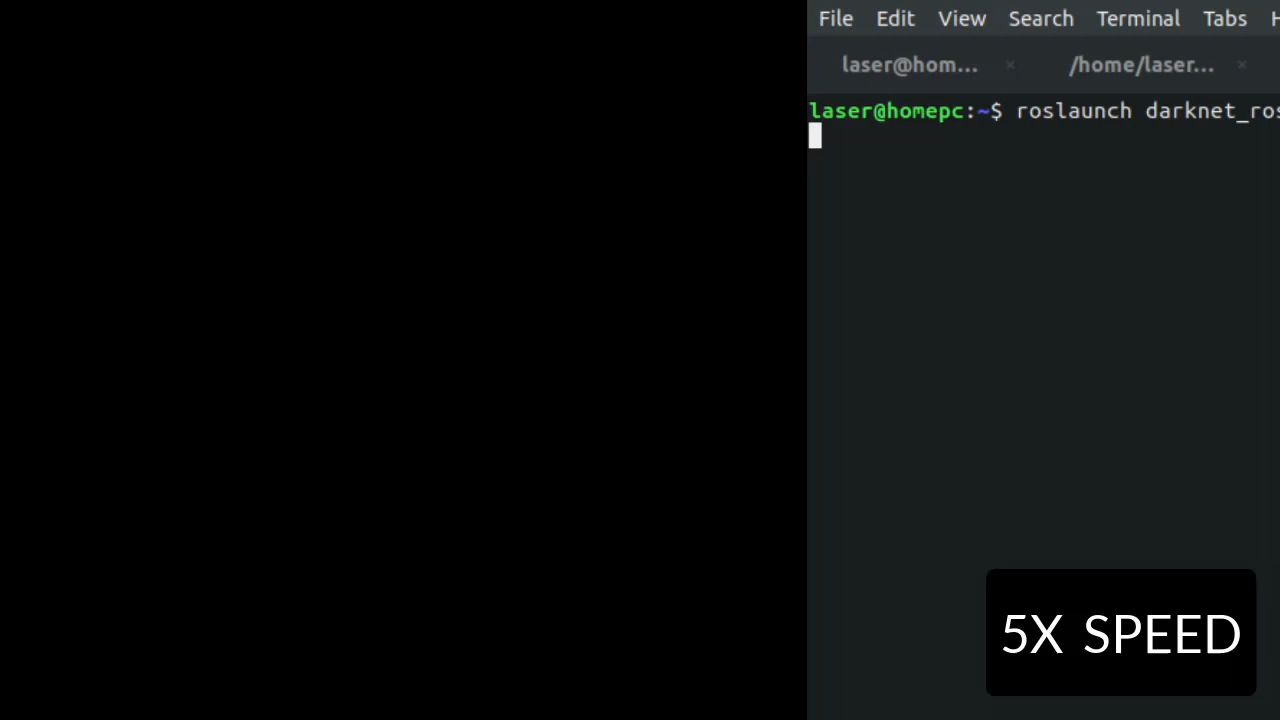 File Edit View Search Terminal Tabs
laser@hom... × /home/laser... ×
laser@homepc:~$ roslaunch darknet_ros
5X SPEED